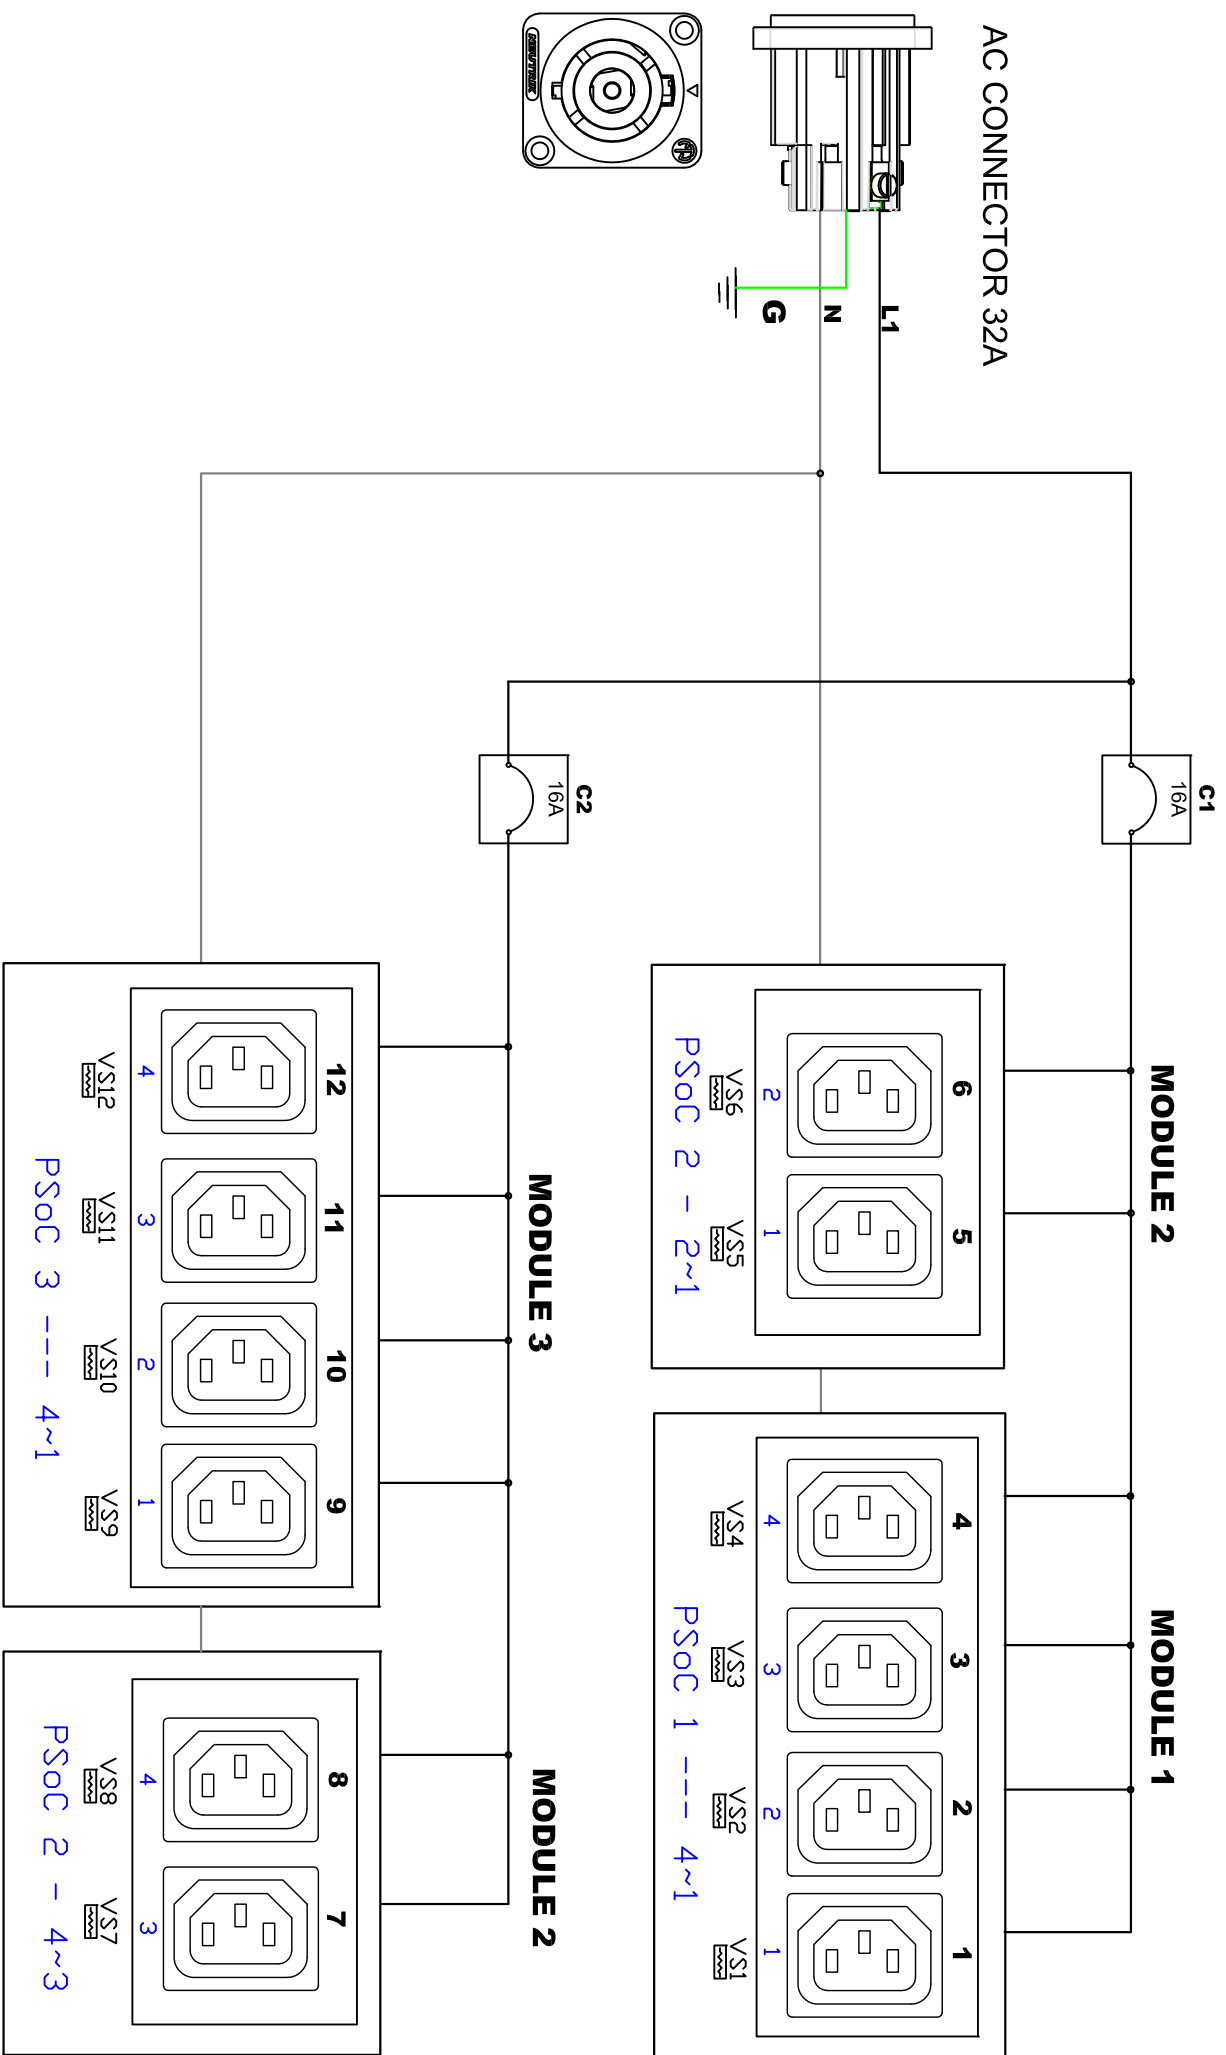 AC CONNECTOR 32A
NEUTRIK
L1
N
G
C1
16A
C2
16A
MODULE 2
6
5
2
1
VS6
VS5
PSoC 2 - 2~1
MODULE 1
4
3
2
1
4
3
2
1
VS4
VS3
VS2
VS1
PSoC 1 --- 4~1
MODULE 3
12
11
10
9
4
3
2
1
VS12
VS11
VS10
VS9
PSoC 3 --- 4~1
MODULE 2
8
7
4
3
VS8
VS7
PSoC 2 - 4~3